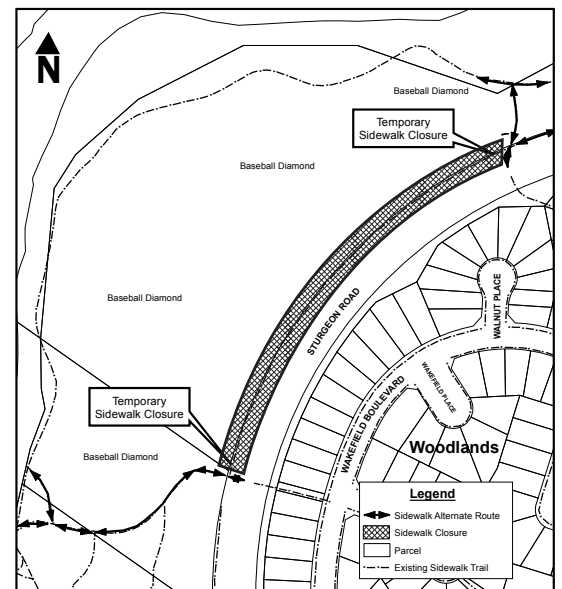 N
Baseball Diamond
Temporary
Sidewalk Closure
Baseball Diamond
Baseball Diamond
STURGEON ROAD
WALNUT PLACE
WAKEFIELD PLACE
WAKEFIELD BOULEVARD
Temporary
Sidewalk Closure
Woodlands
Baseball Diamond
Legend
Sidewalk Alternate Route
Sidewalk Closure
Parcel
Existing Sidewalk Trail